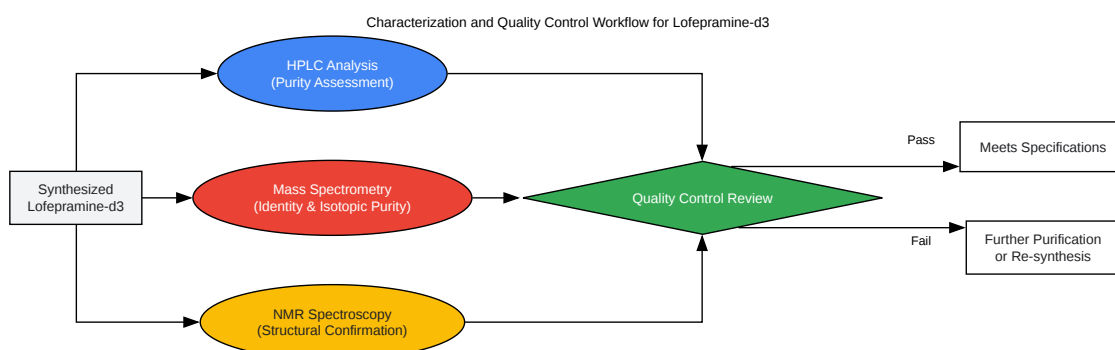 Characterization and Quality Control Workflow for Lofepramine-d3
HPLC Analysis
(Purity Assessment)
Pass
Meets Specifications
Synthesized
Lofepramine-d3
Mass Spectrometry
(Identity & Isotopic Purity)
Quality Control Review
Fail
Further Purification
or Re-synthesis
NMR Spectroscopy
(Structural Confirmation)